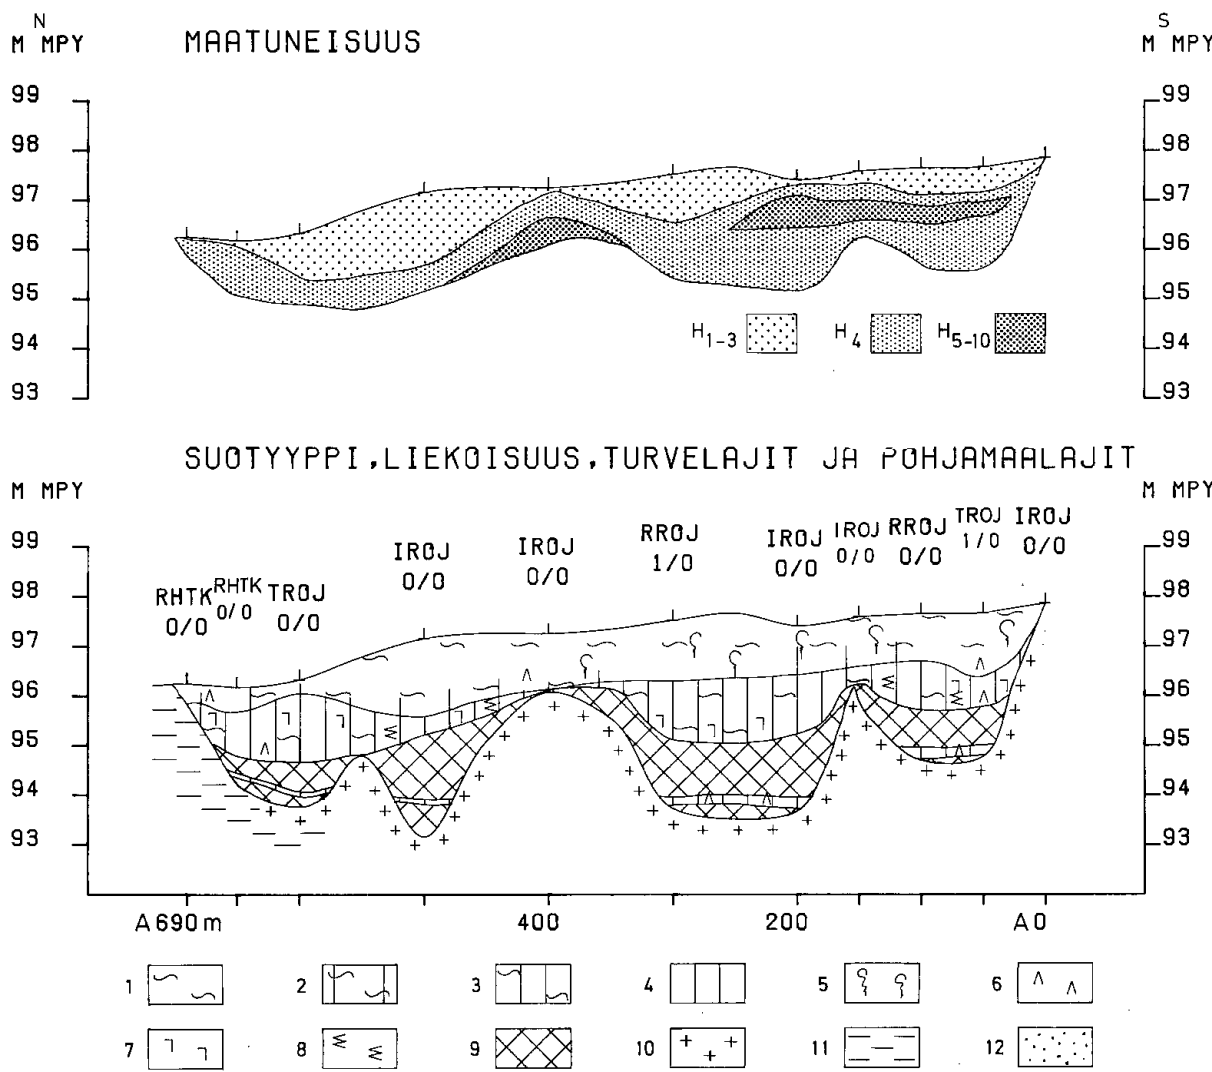 N S
M MPY MAATUNEISUUS M MPY
99 99
98 98
97 97
96 96
95 95
94 94
93 93
H1-3 H4 H5-10
SUOTYYPPI, LIEKOISUUS, TURVELAJIT JA POHJAMAALAJIT
M MPY M MPY
99 99
98 98
97 97
96 96
95 95
94 94
93 93
RHTK RHTK TROJ IROJ IROJ RROJ IROJ IROJ RROJ TROJ IROJ
0/0 0/0 0/0 0/0 0/0 1/0 0/0 0/0 0/0 1/0 0/0
A 690 m 400 200 A 0
1 2 3 4 5 6
7 8 9 10 11 12